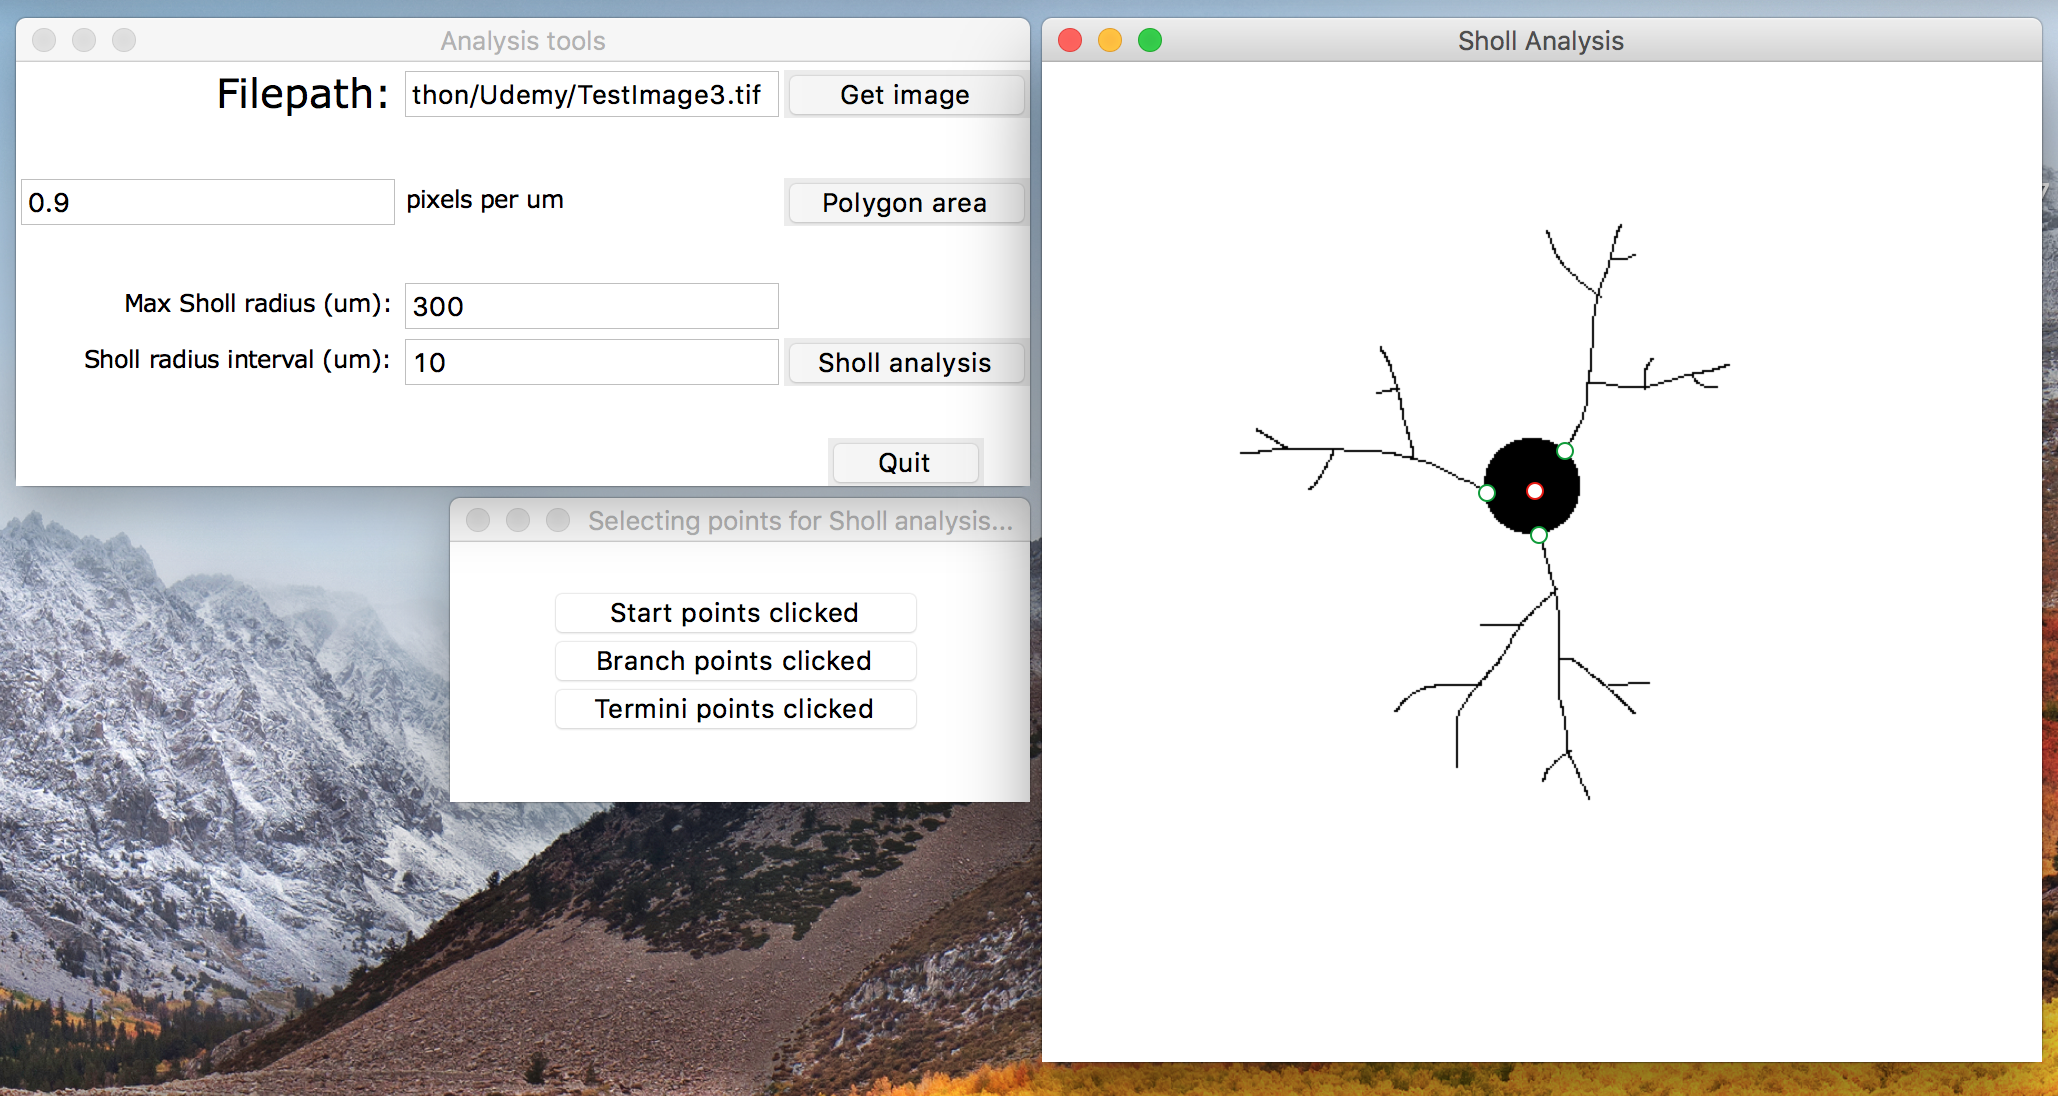 Analysis tools
Filepath: thon/Udemy/TestImage3.tif Get image
0.9 pixels per um Polygon area
Max Sholl radius (um): 300
Sholl radius interval (um): 10 Sholl analysis
Quit
Selecting points for Sholl analysis...
Start points clicked
Branch points clicked
Termini points clicked
Sholl Analysis